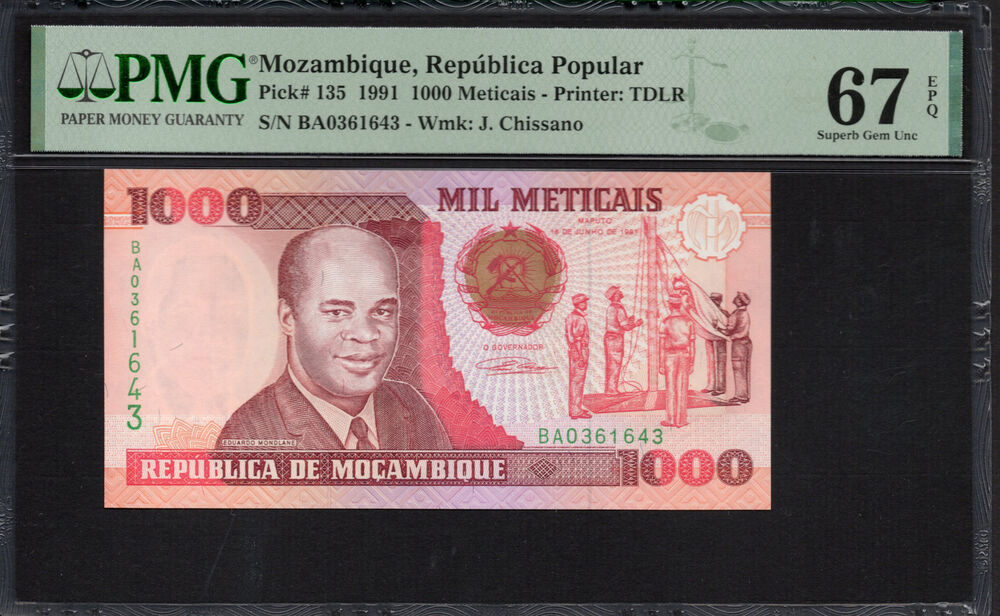 PMG®
PAPER MONEY GUARANTY
Mozambique, República Popular
Pick# 135 1991 1000 Meticais - Printer: TDLR
S/N BA0361643 - Wmk: J. Chissano
67 EPQ
Superb Gem Unc
1000
MIL METICAIS
MAPUTO
16 DE JUNHO DE 1991
BA0361643
O GOVERNADOR
EDUARDO MONDLANE
BA0361643
REPÚBLICA DE MOÇAMBIQUE
1000